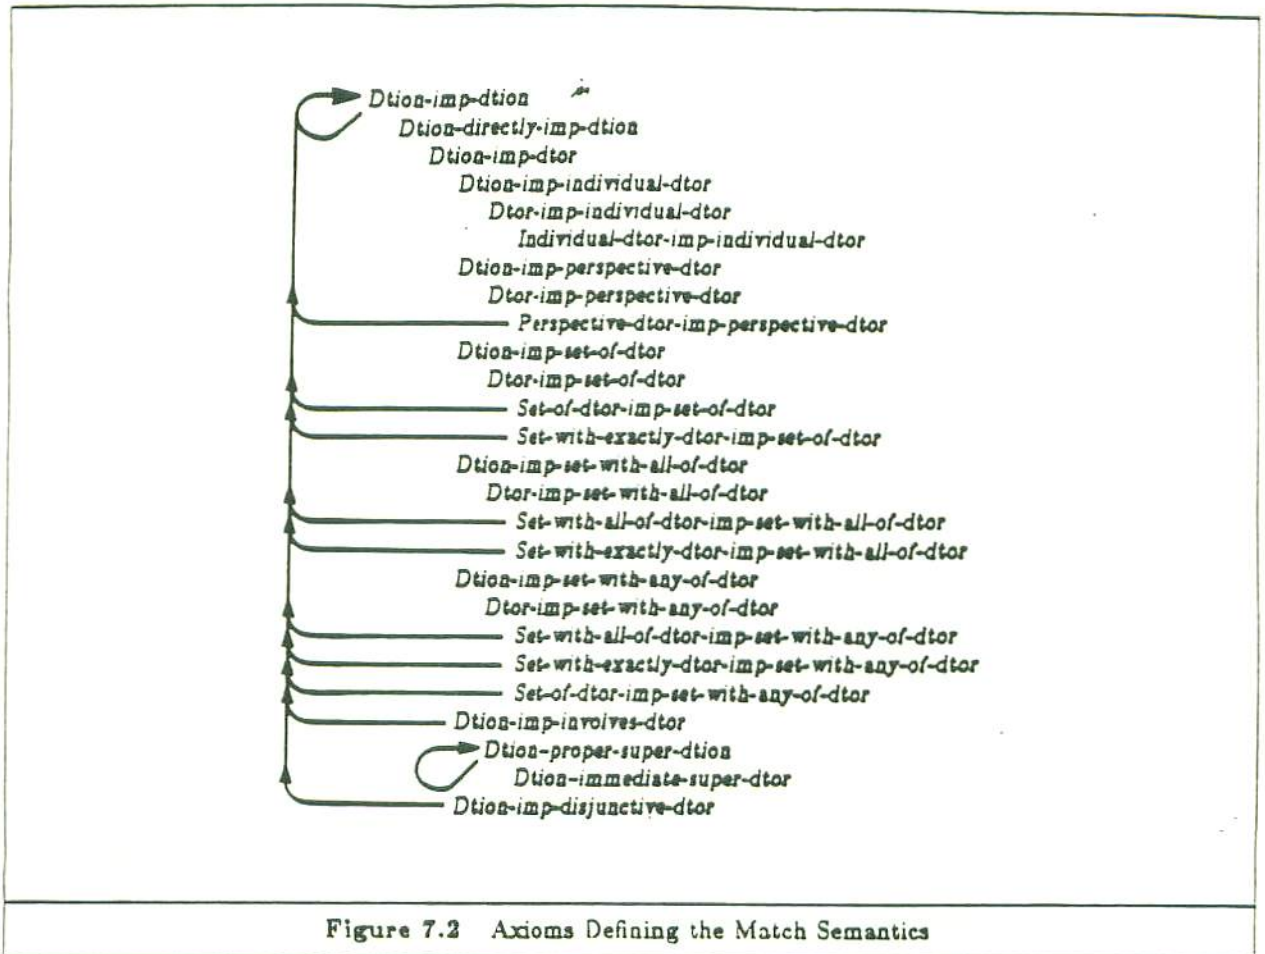 Dtion-imp-dtion
Dtion-directly-imp-dtion
Dtion-imp-dtor
Dtion-imp-individual-dtor
Dtor-imp-individual-dtor
Individual-dtor-imp-individual-dtor
Dtion-imp-perspective-dtor
Dtor-imp-perspective-dtor
Perspective-dtor-imp-perspective-dtor
Dtion-imp-set-of-dtor
Dtor-imp-set-of-dtor
Set-of-dtor-imp-set-of-dtor
Set-with-exactly-dtor-imp-set-of-dtor
Dtion-imp-set-with-all-of-dtor
Dtor-imp-set-with-all-of-dtor
Set-with-all-of-dtor-imp-set-with-all-of-dtor
Set-with-exactly-dtor-imp-set-with-all-of-dtor
Dtion-imp-set-with-any-of-dtor
Dtor-imp-set-with-any-of-dtor
Set-with-all-of-dtor-imp-set-with-any-of-dtor
Set-with-exactly-dtor-imp-set-with-any-of-dtor
Set-of-dtor-imp-set-with-any-of-dtor
Dtion-imp-involves-dtor
Dtion-proper-super-dtion
Dtion-immediate-super-dtor
Dtion-imp-disjunctive-dtor
Figure 7.2 Axioms Defining the Match Semantics